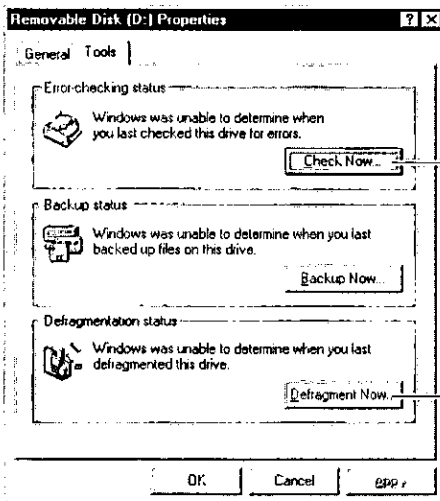 Removable Disk (D:) Properties
General Tools
Error-checking status
Windows was unable to determine when
you last checked this drive for errors.
Check Now...
Backup status
Windows was unable to determine when you last
backed up files on this drive.
Backup Now...
Defragmentation status
Windows was unable to determine when you last
defragmented this drive.
Defragment Now...
OK Cancel